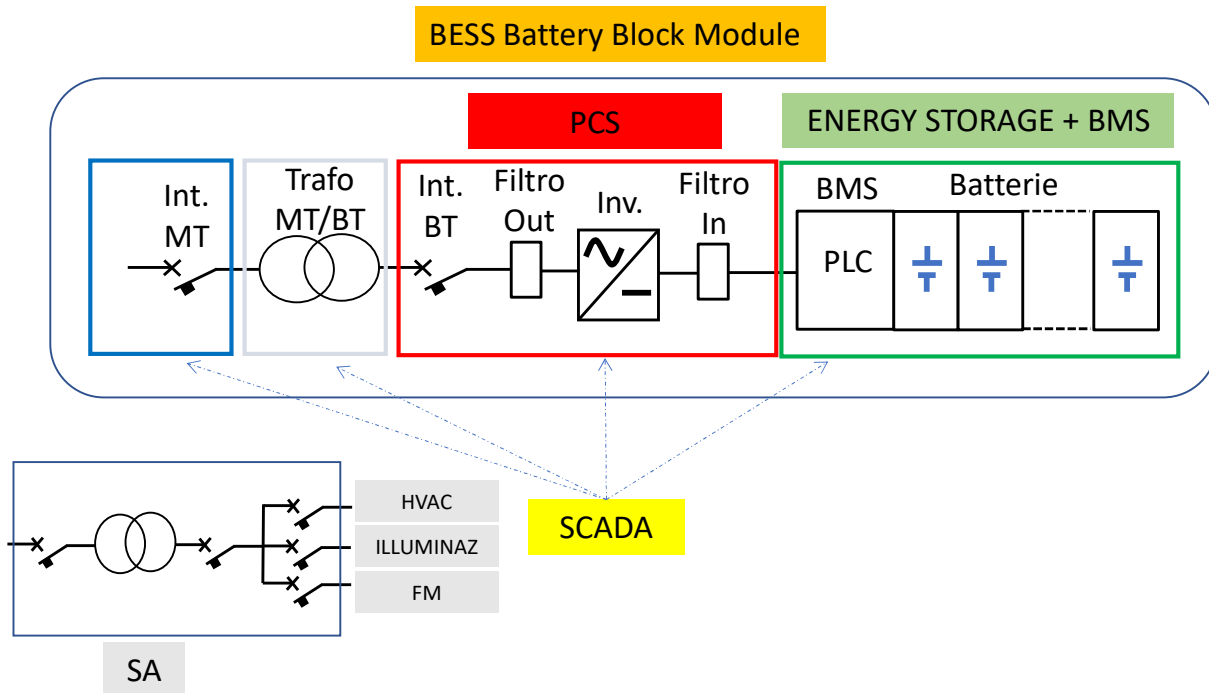 BESS Battery Block Module
PCS
ENERGY STORAGE + BMS
Int.
MT
Trafo
MT/BT
Int.
BT
Filtro
Out
Inv.
Filtro
In
BMS
Batterie
PLC
HVAC
ILLUMINAZ
FM
SCADA
SA